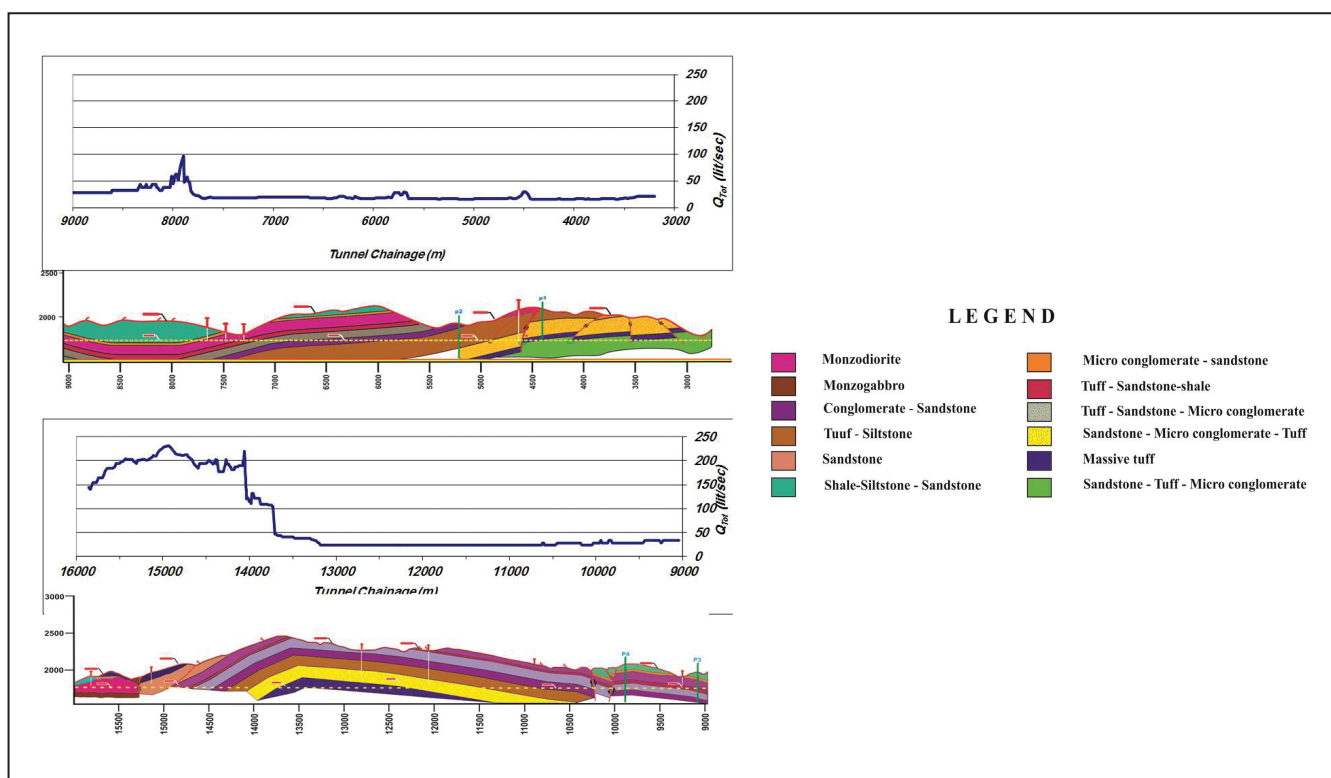 250
200
150
100
50
0
Q Tot (lit/sec)
9000 8000 7000 6000 5000 4000 3000
Tunnel Chainage (m)
2500
2000
p2 p1
9000 8500 8000 7500 7000 6500 6000 5500 5000 4500 4000 3500 3000
250
200
150
100
50
0
Q Tot (lit/sec)
16000 15000 14000 13000 12000 11000 10000 9000
Tunnel Chainage (m)
3000
2500
2000
P4 P3
15500 15000 14500 14000 13500 13000 12500 12000 11500 11000 10500 10000 9500 9000
LEGEND
Monzodiorite
Monzogabbro
Conglomerate - Sandstone
Tuuf - Siltstone
Sandstone
Shale-Siltstone - Sandstone
Micro conglomerate - sandstone
Tuff - Sandstone-shale
Tuff - Sandstone - Micro conglomerate
Sandstone - Micro conglomerate - Tuff
Massive tuff
Sandstone - Tuff - Micro conglomerate